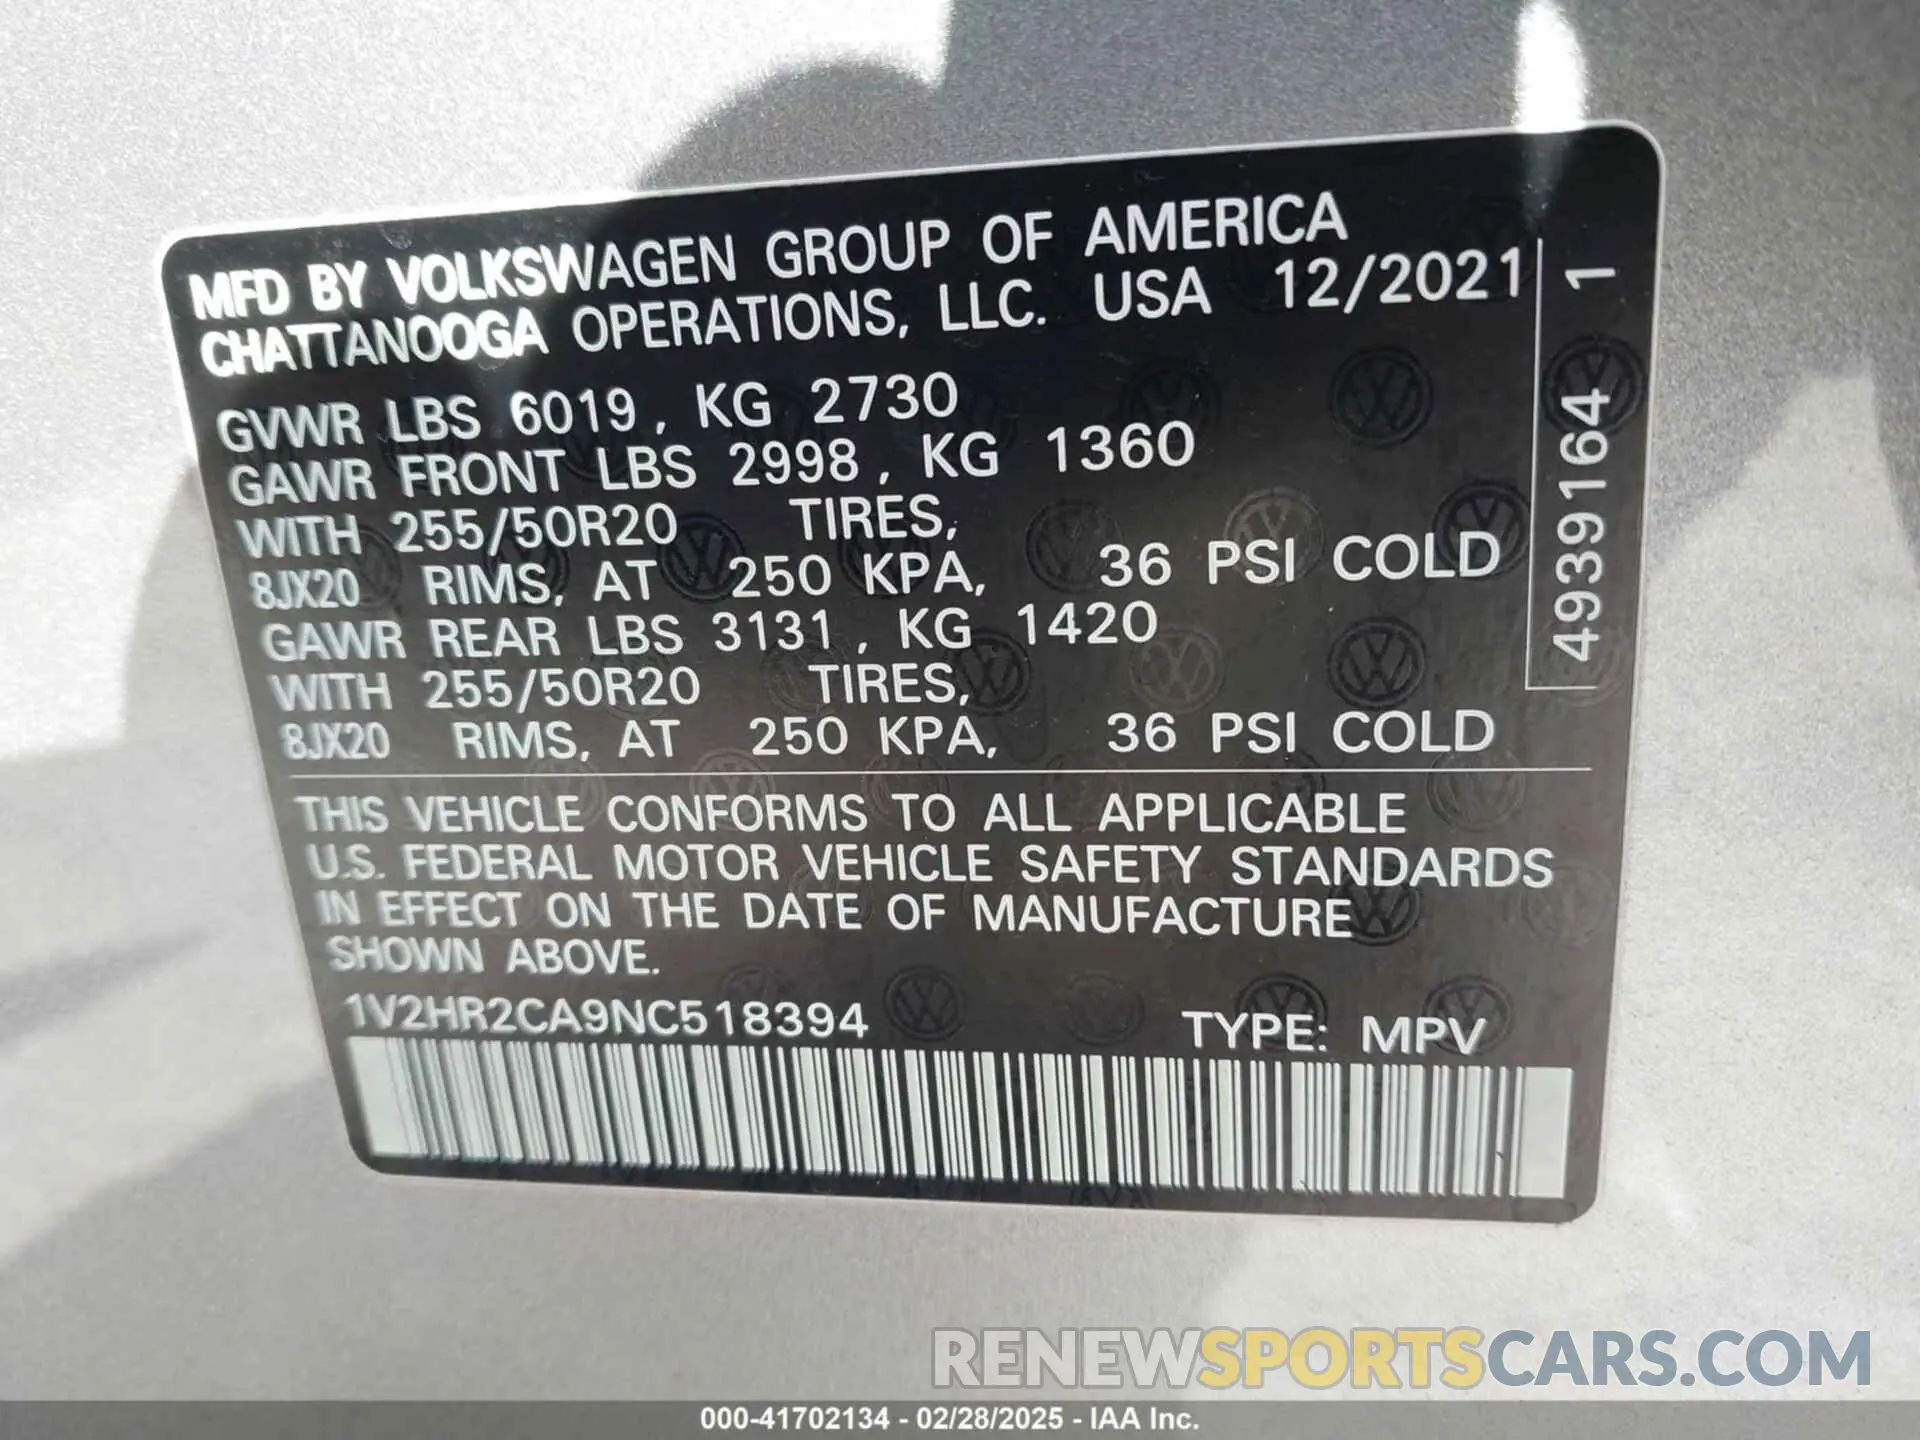 MFD BY VOLKSWAGEN GROUP OF AMERICA
CHATTANOOGA OPERATIONS, LLC. USA 12/2021
GVWR LBS 6019, KG 2730
GAWR FRONT LBS 2998, KG 1360
WITH 255/50R20 TIRES,
8JX20 RIMS, AT 250 KPA, 36 PSI COLD
GAWR REAR LBS 3131, KG 1420
WITH 255/50R20 TIRES,
8JX20 RIMS, AT 250 KPA, 36 PSI COLD
4939164 1
THIS VEHICLE CONFORMS TO ALL APPLICABLE
U.S. FEDERAL MOTOR VEHICLE SAFETY STANDARDS
IN EFFECT ON THE DATE OF MANUFACTURE
SHOWN ABOVE.
1V2HR2CA9NC518394 TYPE: MPV
RENEWSPORTSCARS.COM
000-41702134 - 02/28/2025 - IAA Inc.